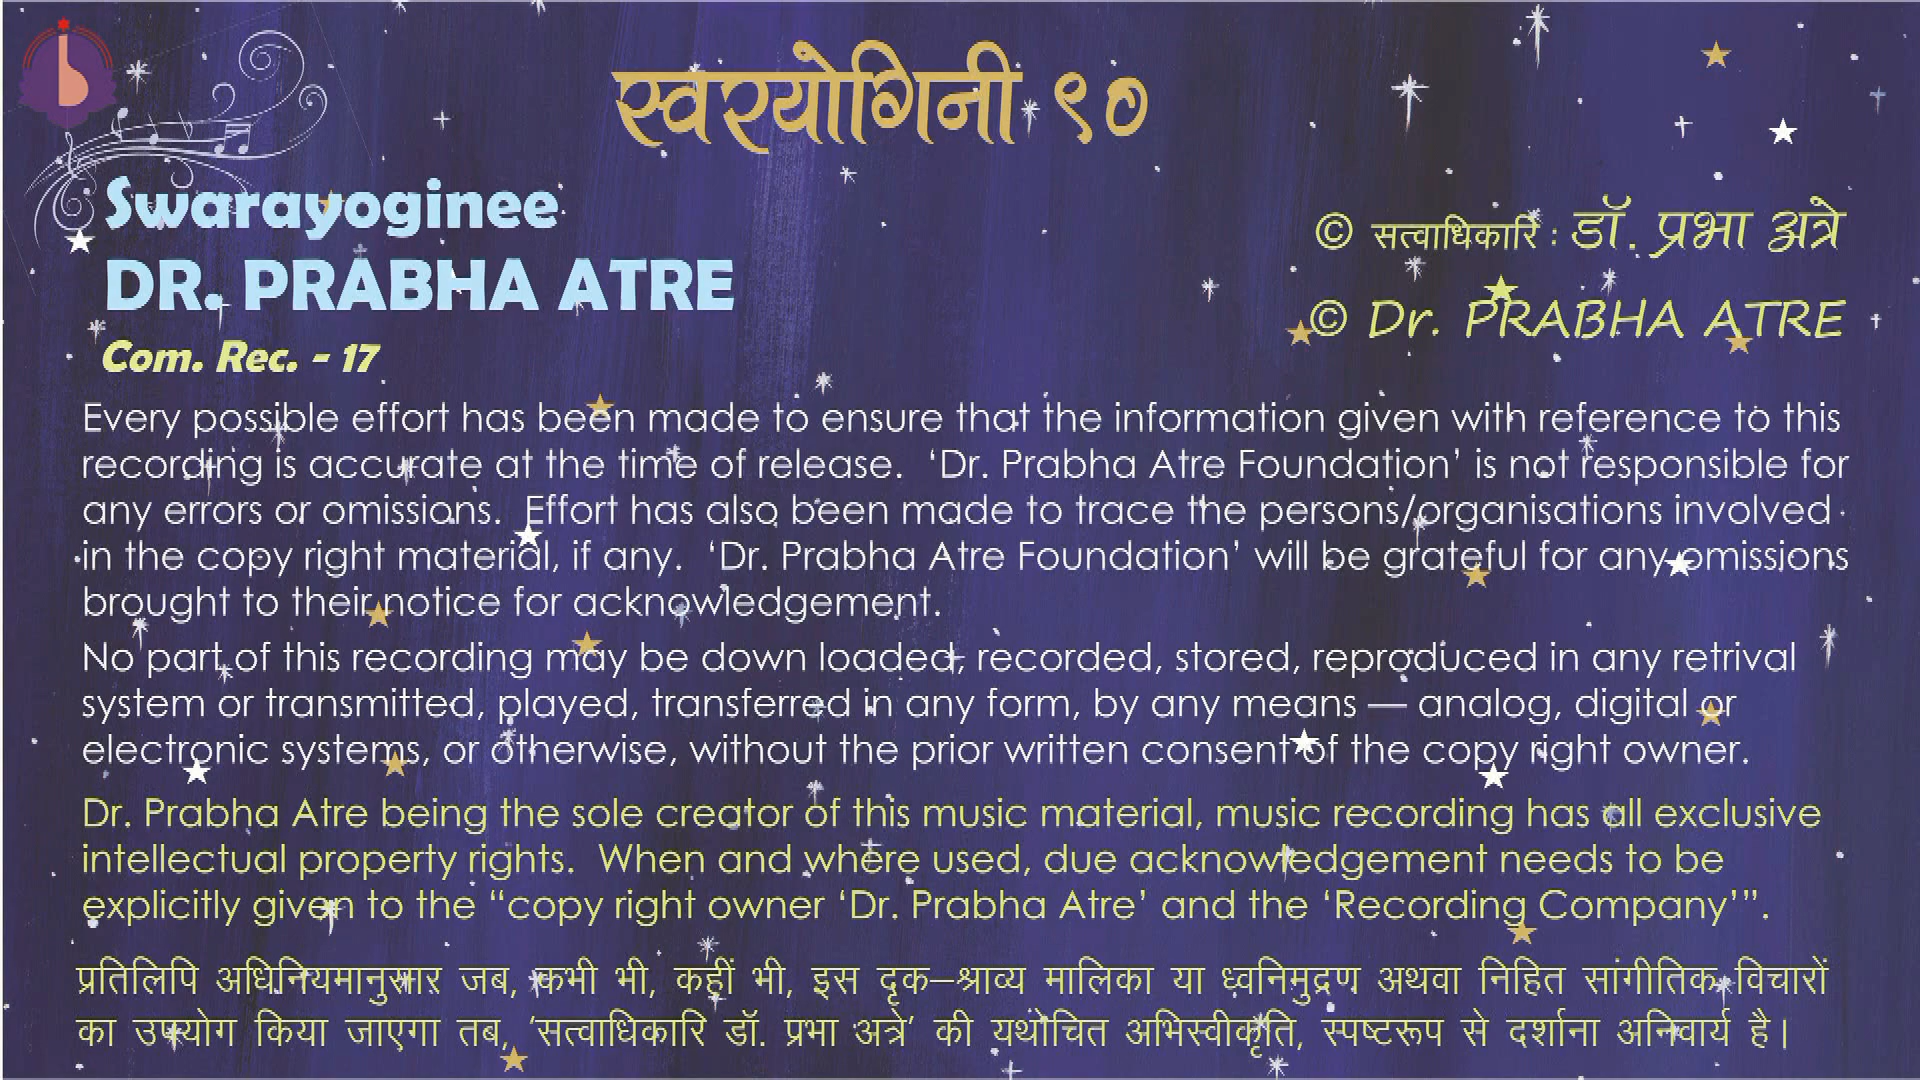 स्वरयोगिनी ९०
Swarayoginee
DR. PRABHA ATRE
Com. Rec. - 17
© सत्वाधिकारि : डॉ. प्रभा अत्रे
© Dr. PRABHA ATRE
Every possible effort has been made to ensure that the information given with reference to this
recording is accurate at the time of release. ‘Dr. Prabha Atre Foundation’ is not responsible for
any errors or omissions. Effort has also been made to trace the persons/organisations involved
in the copy right material, if any. ‘Dr. Prabha Atre Foundation’ will be grateful for any omissions
brought to their notice for acknowledgement.
No part of this recording may be down loaded, recorded, stored, reproduced in any retrival
system or transmitted, played, transferred in any form, by any means — analog, digital or
electronic systems, or otherwise, without the prior written consent of the copy right owner.
Dr. Prabha Atre being the sole creator of this music material, music recording has all exclusive
intellectual property rights. When and where used, due acknowledgement needs to be
explicitly given to the “copy right owner ‘Dr. Prabha Atre’ and the ‘Recording Company’”.
प्रतिलिपि अधिनियमानुसार जब, कभी भी, कहीं भी, इस दृक–श्राव्य मालिका या ध्वनिमुद्रण अथवा निहित सांगीतिक विचारों
का उपयोग किया जाएगा तब, ‘सत्वाधिकारि डॉ. प्रभा अत्रे’ की यथोचित अभिस्वीकृति, स्पष्टरूप से दर्शाना अनिवार्य है।